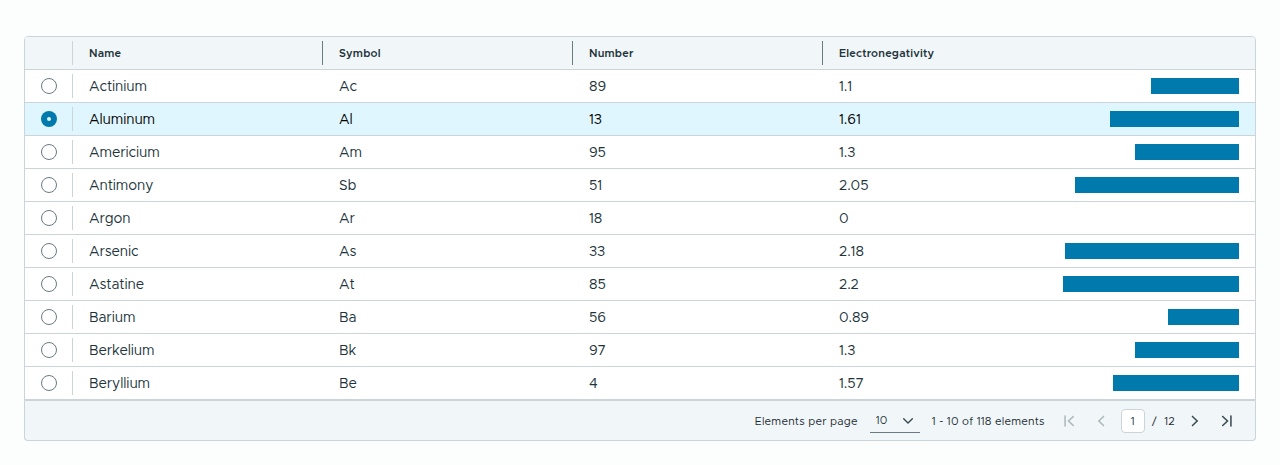 Name Symbol Number Electronegativity
Actinium Ac 89 1.1
Aluminum Al 13 1.61
Americium Am 95 1.3
Antimony Sb 51 2.05
Argon Ar 18 0
Arsenic As 33 2.18
Astatine At 85 2.2
Barium Ba 56 0.89
Berkelium Bk 97 1.3
Beryllium Be 4 1.57
Elements per page 10 1 - 10 of 118 elements 1 / 12